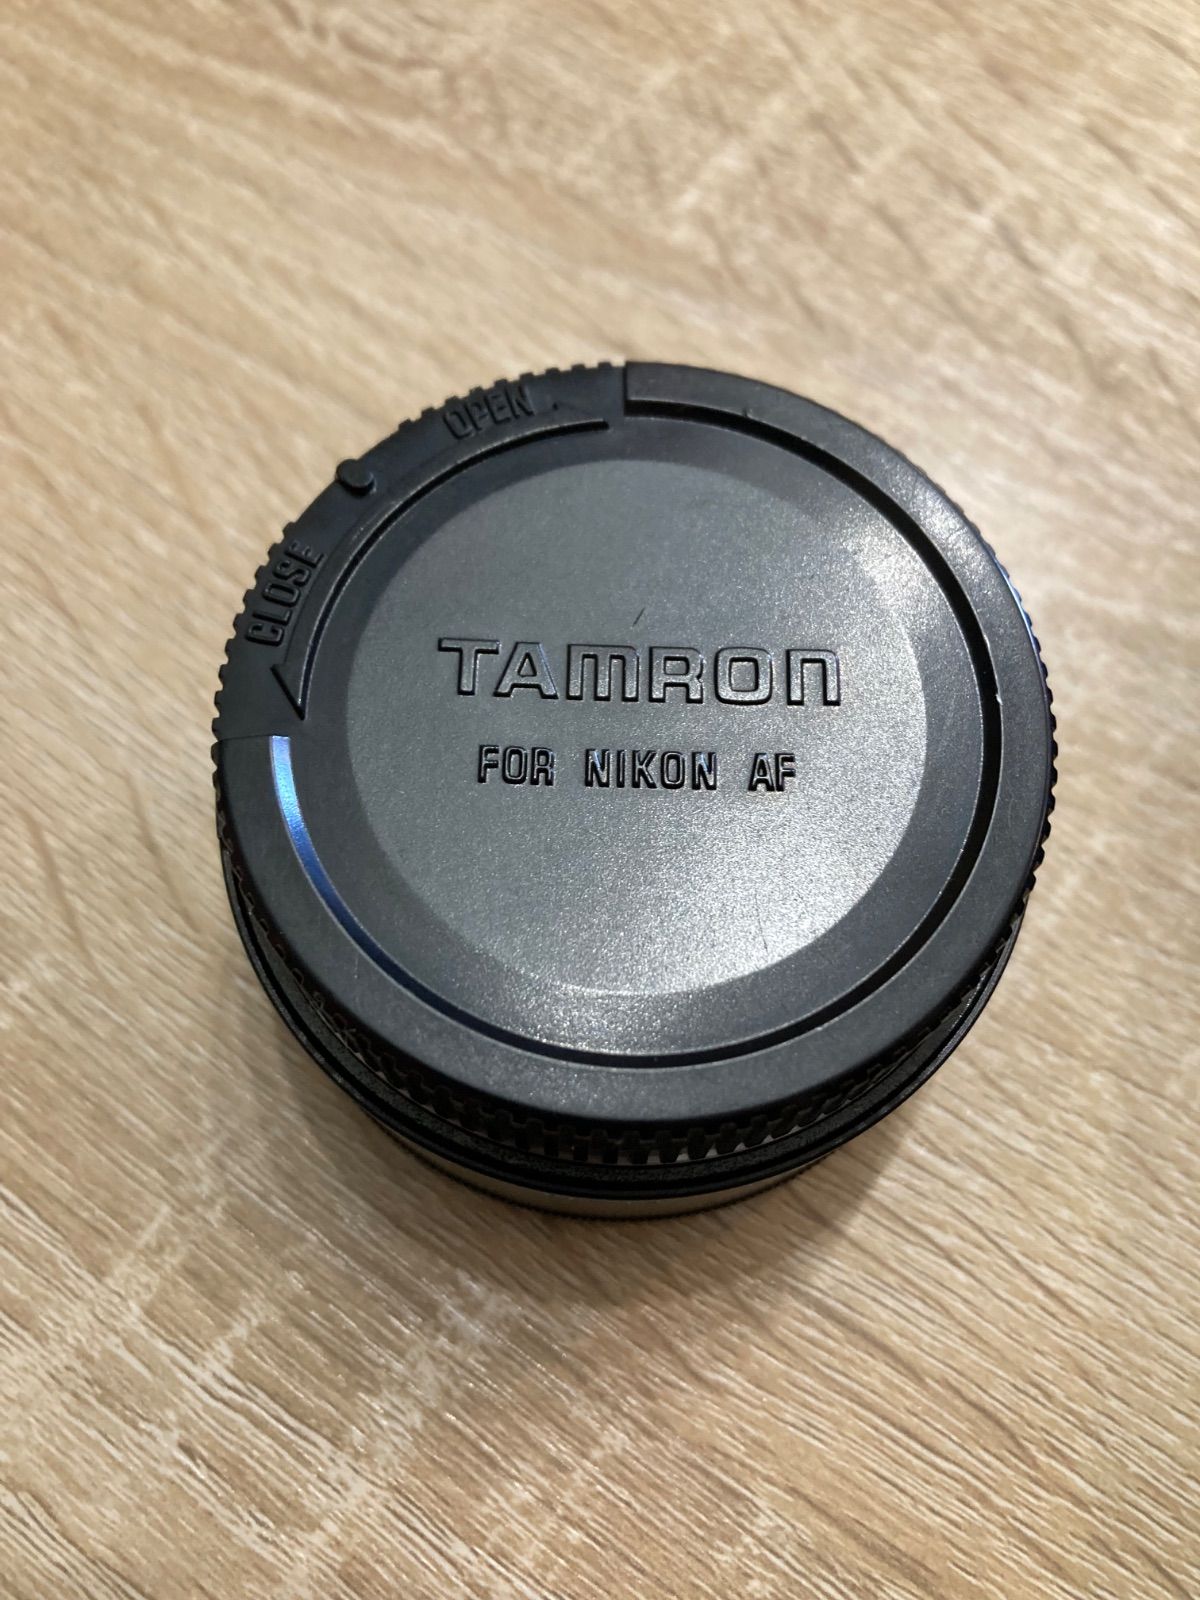 OPEN
CLOSE
TAMRON
FOR NIKON AF